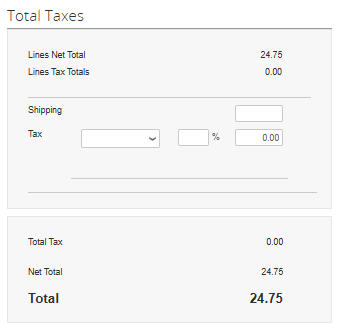 Total Taxes
Lines Net Total 24.75
Lines Tax Totals 0.00
Shipping
Tax % 0.00
Total Tax 0.00
Net Total 24.75
Total 24.75